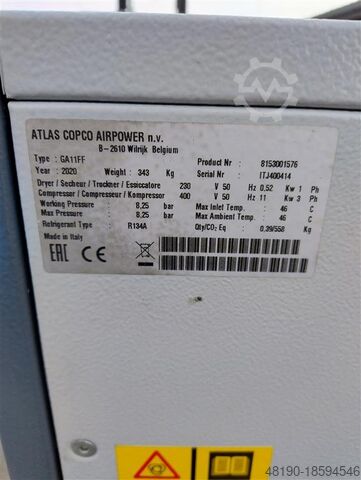 ATLAS COPCO AIRPOWER n.v.
B-2610 Wilrijk Belgium
Type : GA11FF Product Nr : 8153001576
Year : 2020 Weight : 343 Kg Serial Nr : ITJ400414
Dryer / Secheur / Trockner / Essiccatore 230 V 50 Hz 0.52 Kw 1 Ph
Compressor / Compresseur / Kompressor / Kompressor 400 V 50 Hz 11 Kw 3 Ph
Working Pressure : 8.25 bar Max Inlet Temp. : 46 C
Max Pressure : 8.25 bar Max Ambient Temp. : 46 C
Refrigerant Type : R134A Qty/CO2 Eq : 0.39/558 Kg
Made in Italy
EAC CE
48190-18594546